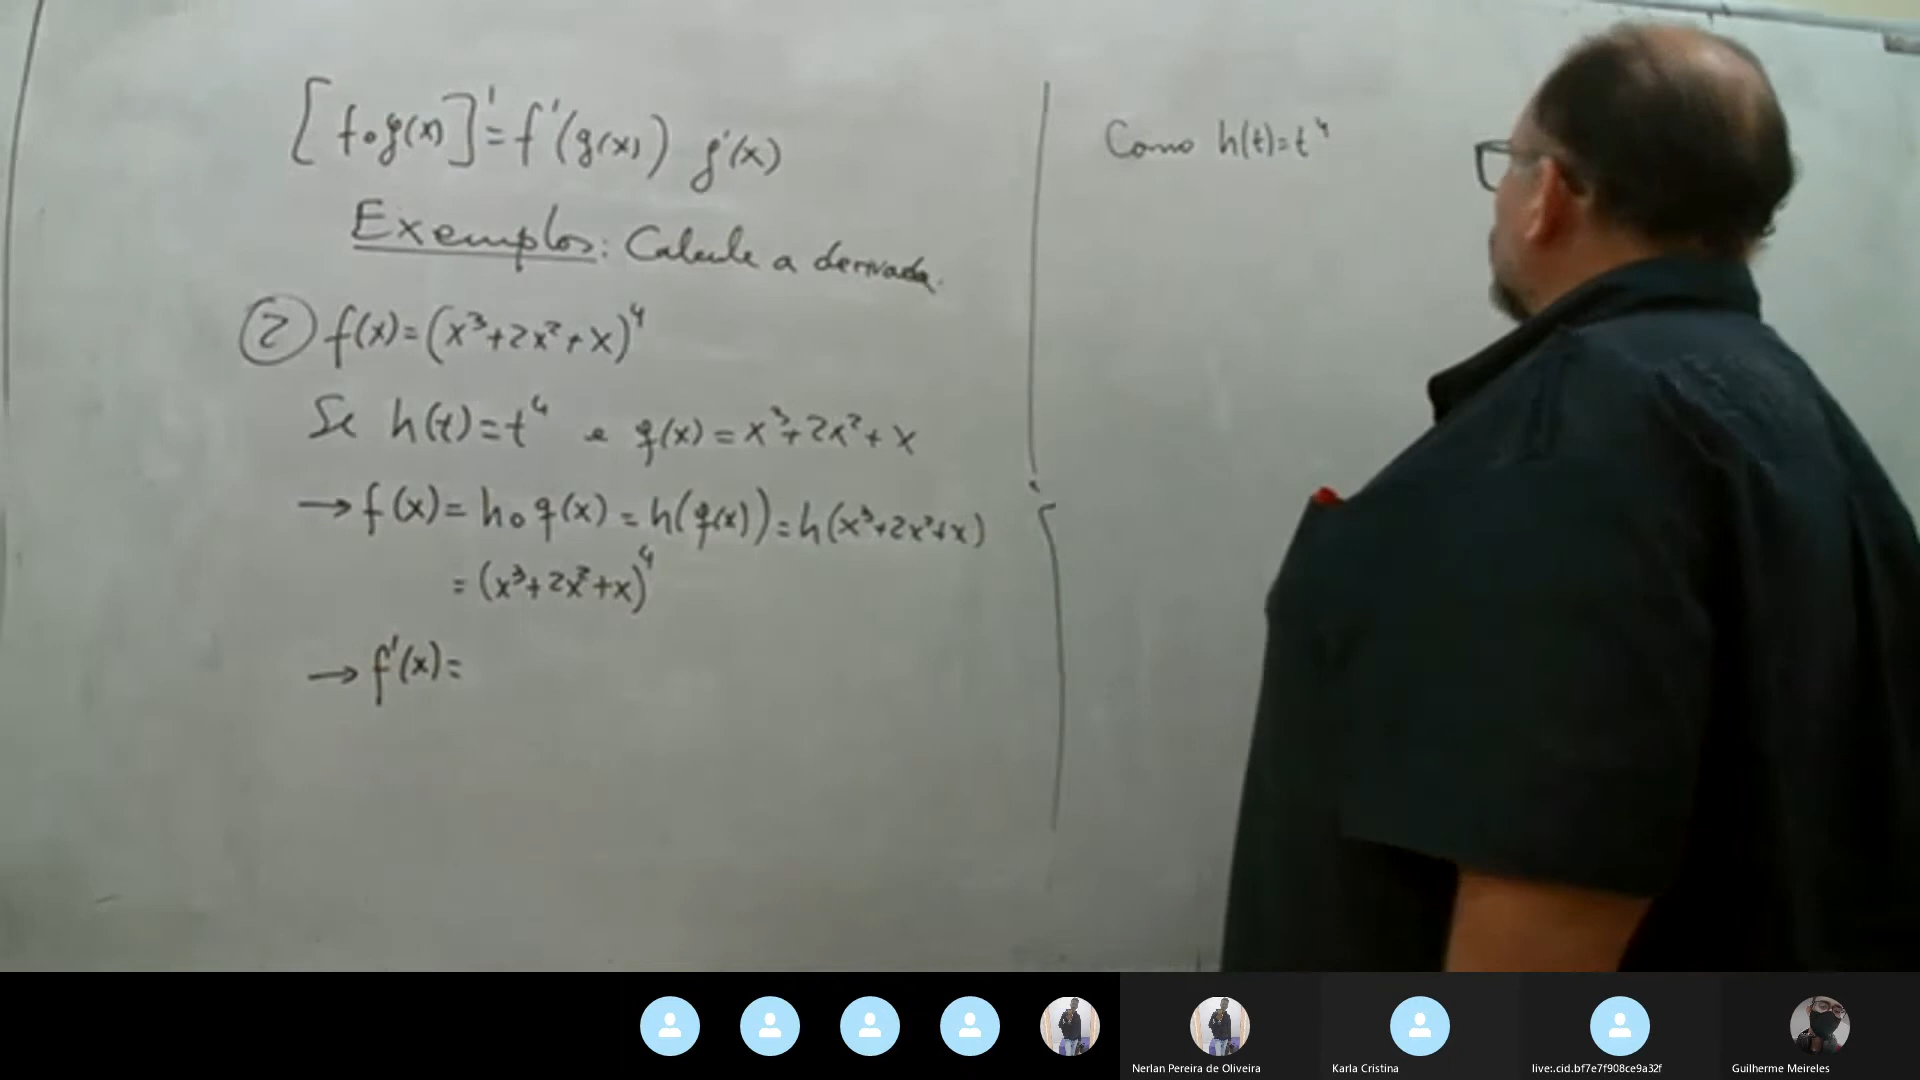 [f∘g(x)]' = f'(g(x)) g'(x)
Exemplos: Calcule a derivada.
② f(x) = (x³+2x²+x)⁴
Se h(t) = t⁴ e g(x) = x³+2x²+x
→ f(x) = h∘g(x) = h(g(x)) = h(x³+2x²+x)
= (x³+2x²+x)⁴
→ f'(x) =
Como h(t) = t⁴
Nerlan Pereira de Oliveira
Karla Cristina
live:.cid.bf7e7f908ce9a32f
Guilherme Meireles